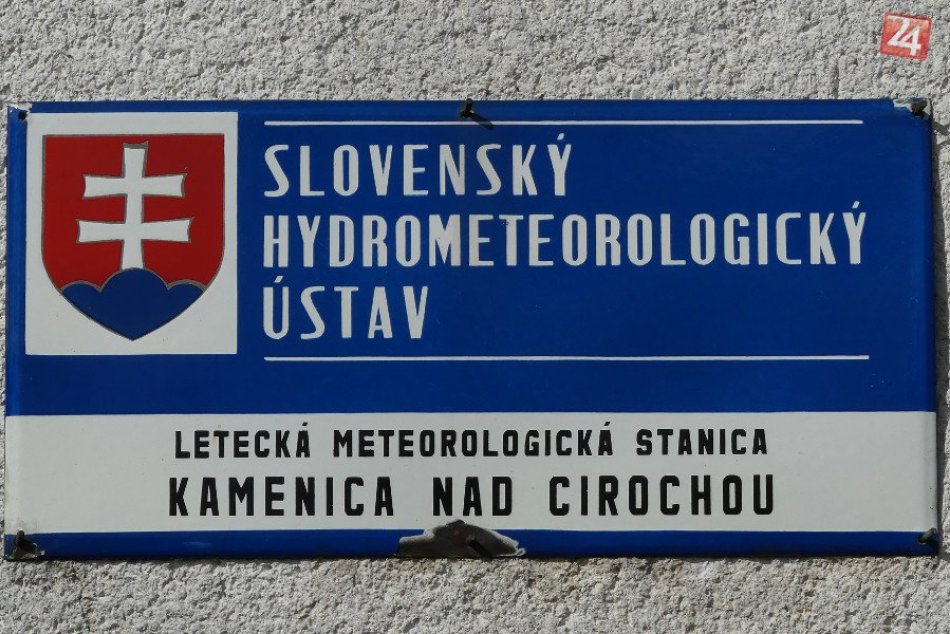 24
SLOVENSKÝ
HYDROMETEOROLOGICKÝ
ÚSTAV
LETECKÁ METEOROLOGICKÁ STANICA
KAMENICA NAD CIROCHOU